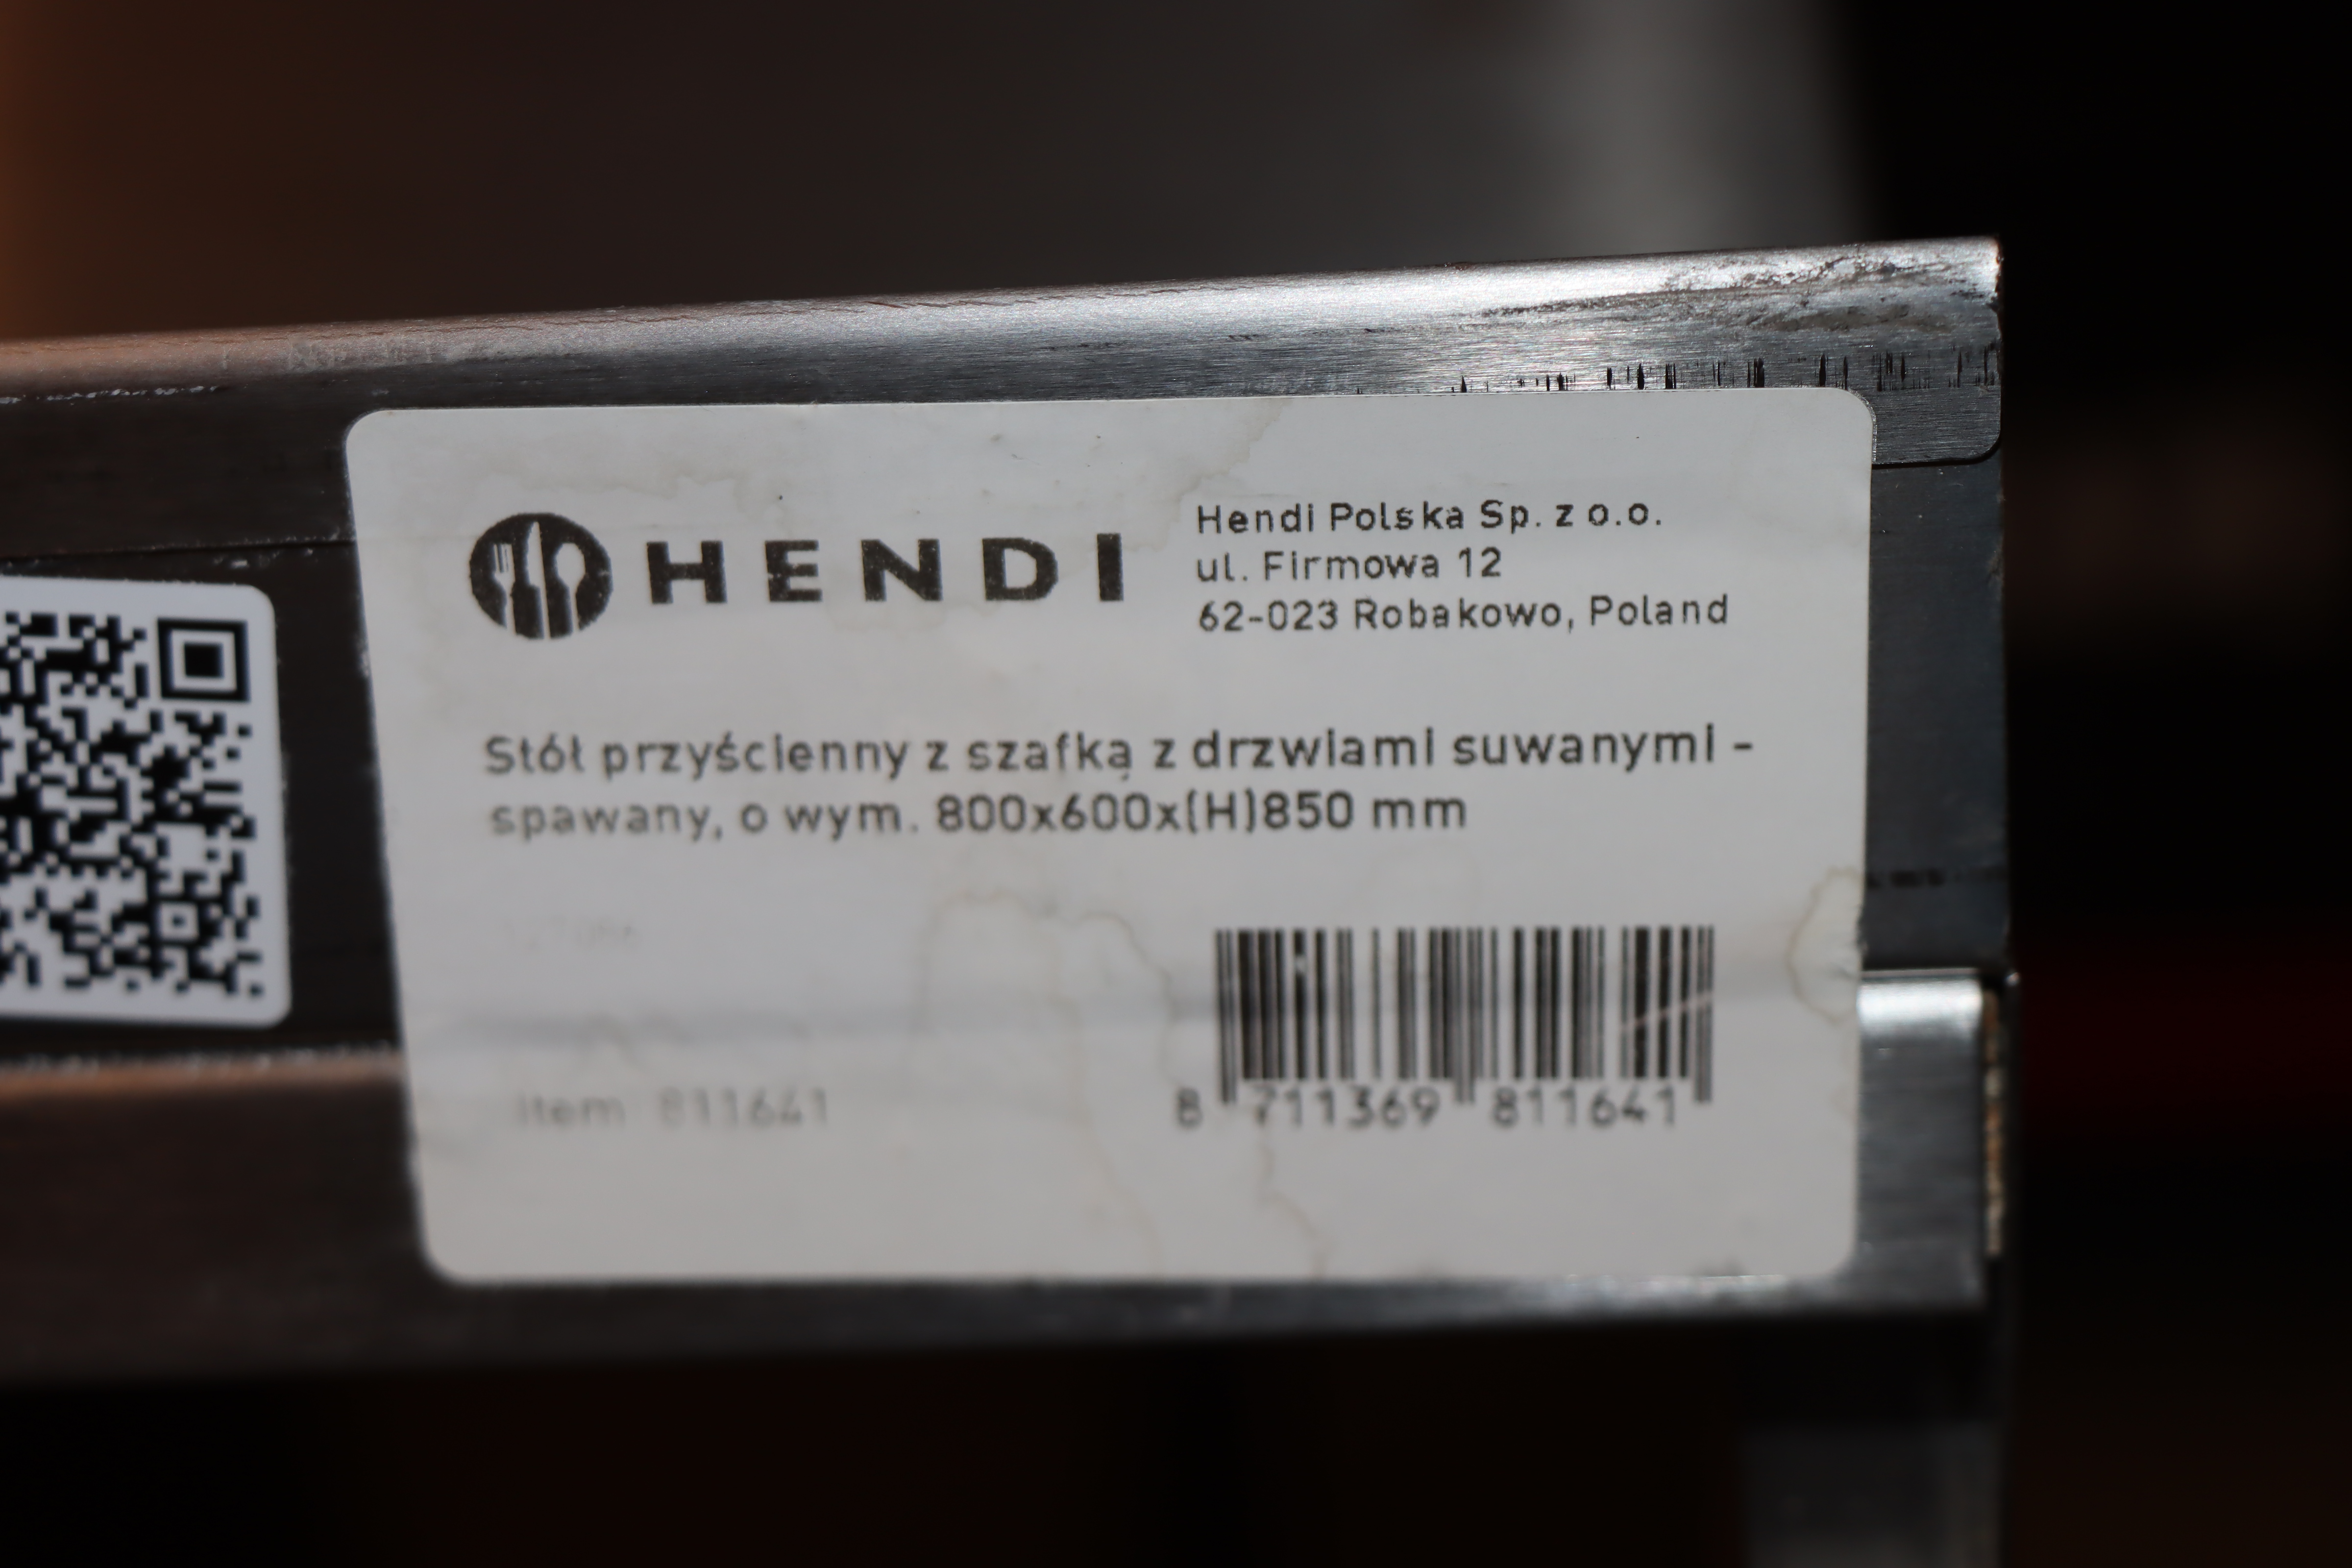 HENDI
Hendi Polska Sp. z o.o.
ul. Firmowa 12
62-023 Robakowo, Poland
Stół przyścienny z szafką z drzwiami suwanymi -
spawany, o wym. 800x600x(H)850 mm
Item 811641
8 711369 811641